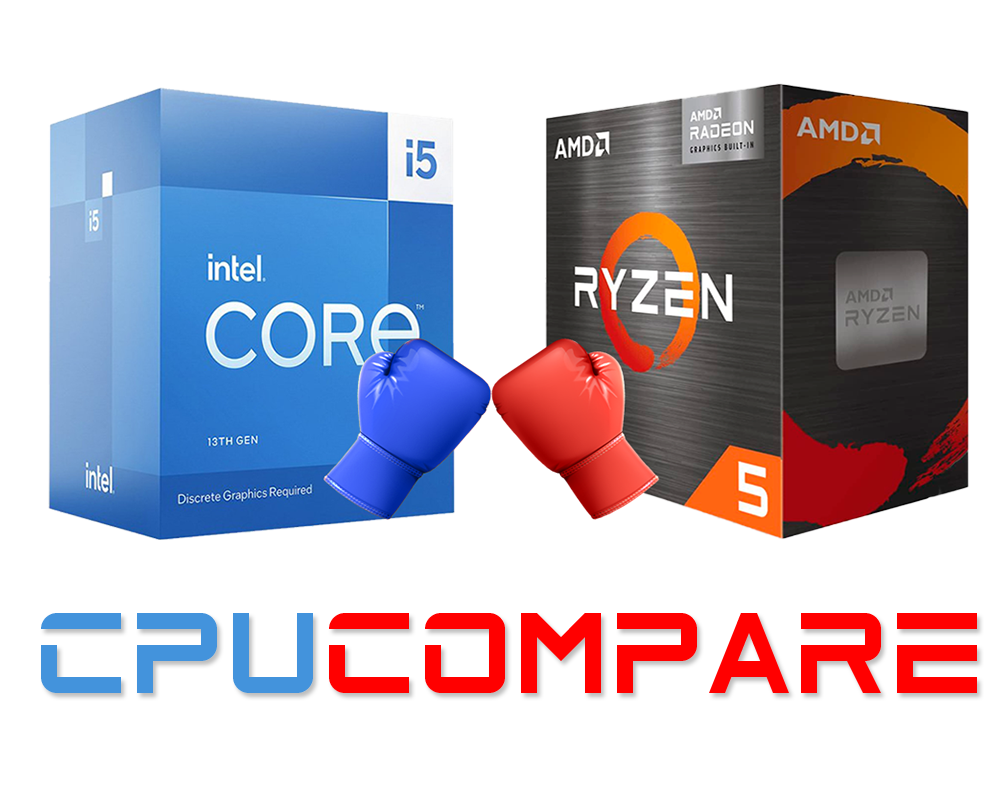 i5
i5
intel.
CORE™
13TH GEN
Discrete Graphics Required
intel.
AMD
AMD
RADEON
GRAPHICS BUILT-IN
RYZEN
5
AMD
AMD
RYZEN
CPUCOMPARE